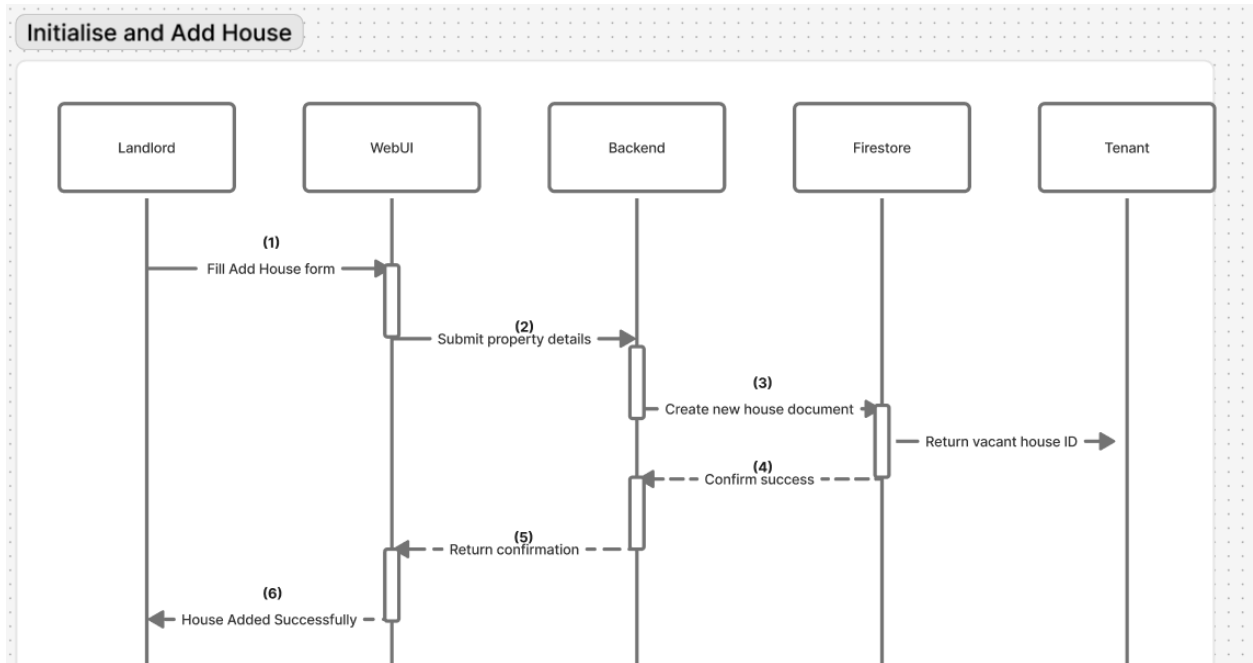 Initialise and Add House
Landlord
WebUI
Backend
Firestore
Tenant
(1)
Fill Add House form
(2)
Submit property details
(3)
Create new house document
Return vacant house ID
(4)
Confirm success
(5)
Return confirmation
(6)
House Added Successfully